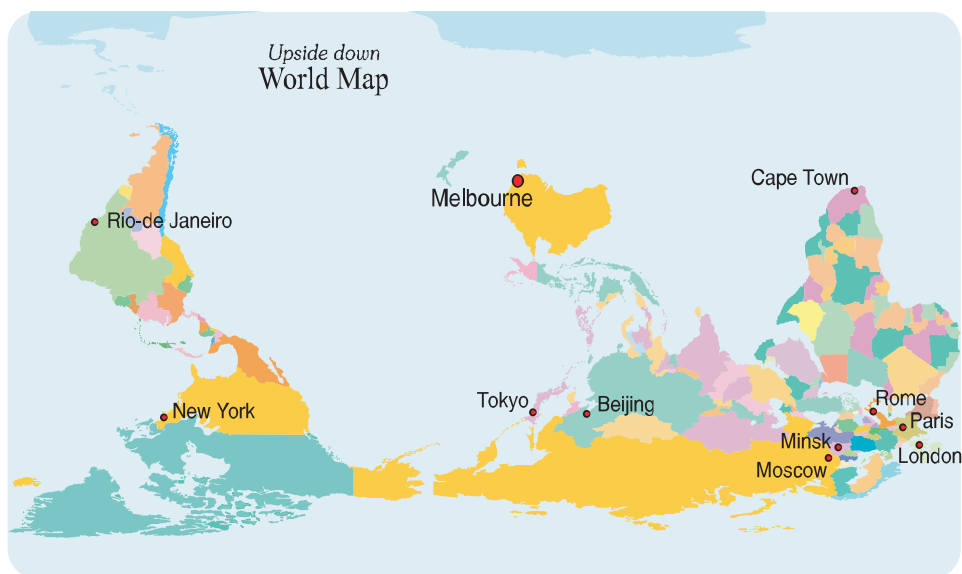 Upside down
World Map
Cape Town
Melbourne
Rio-de Janeiro
Rome
Tokyo
Beijing
New York
Paris
Minsk
London
Moscow